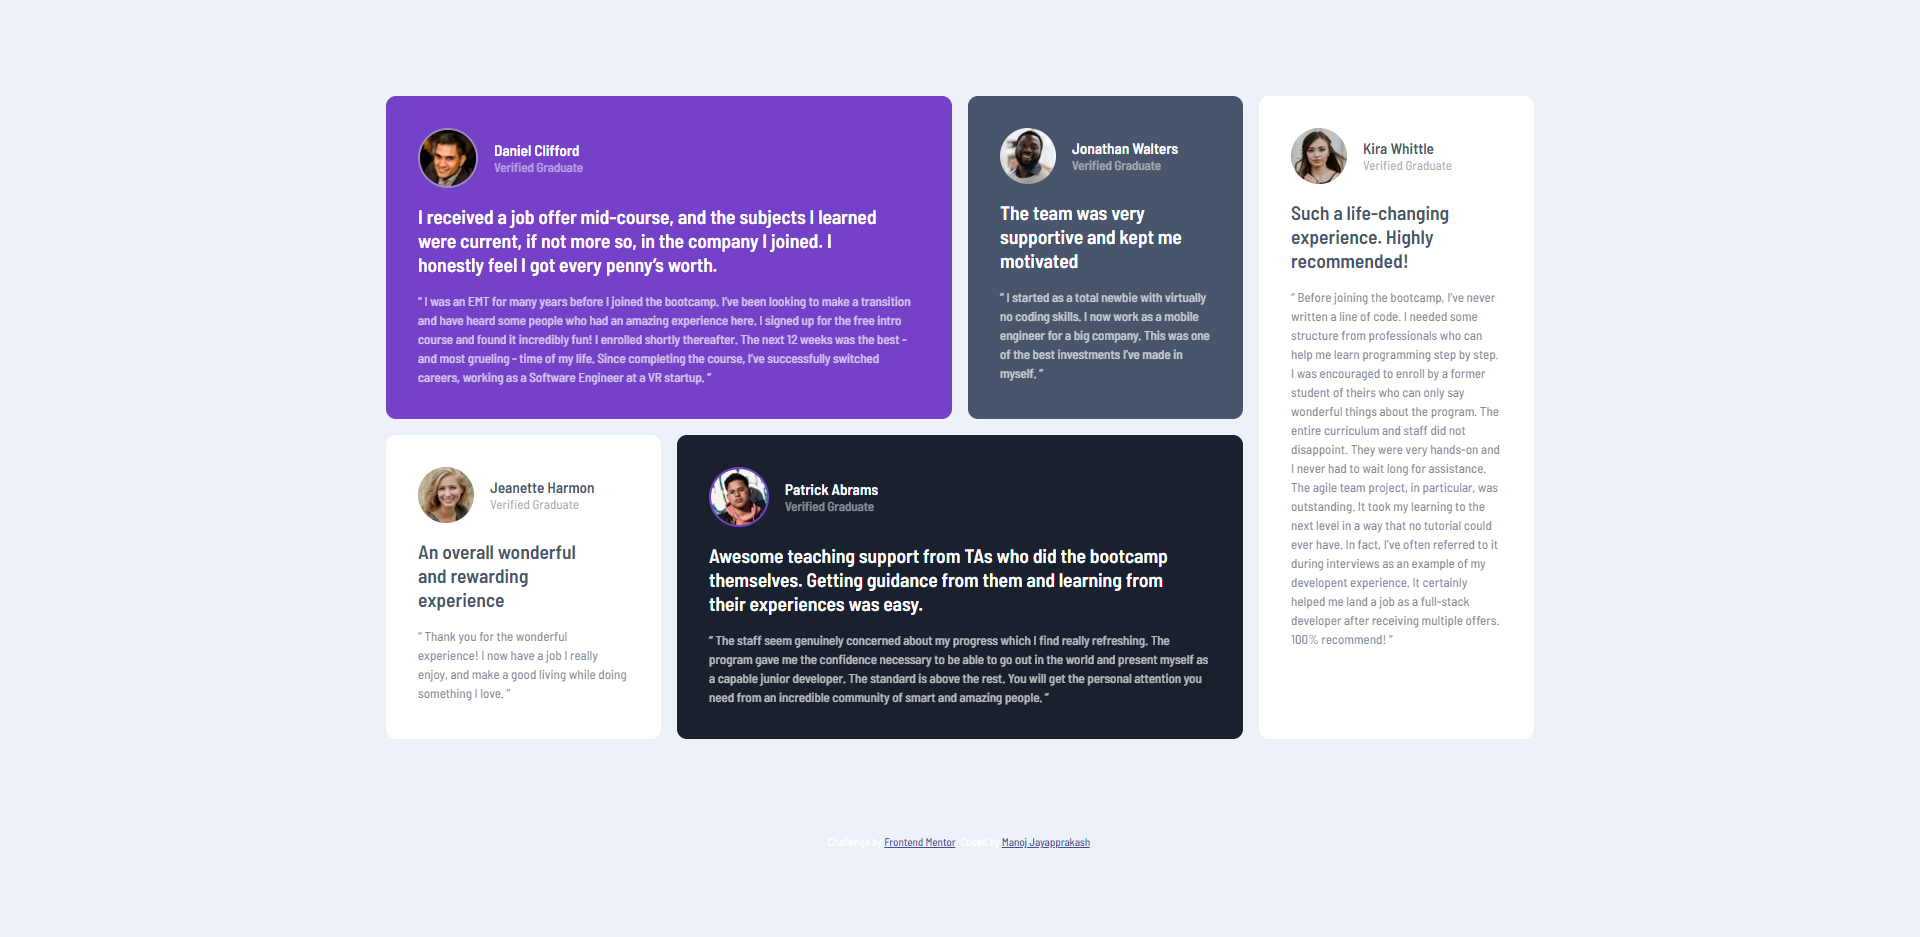 Daniel Clifford
Verified Graduate
I received a job offer mid-course, and the subjects I learned
were current, if not more so, in the company I joined. I
honestly feel I got every penny’s worth.
“ I was an EMT for many years before I joined the bootcamp. I’ve been looking to make a transition
and have heard some people who had an amazing experience here. I signed up for the free intro
course and found it incredibly fun! I enrolled shortly thereafter. The next 12 weeks was the best -
and most grueling - time of my life. Since completing the course, I’ve successfully switched
careers, working as a Software Engineer at a VR startup. ”
Jonathan Walters
Verified Graduate
The team was very
supportive and kept me
motivated
“ I started as a total newbie with virtually
no coding skills. I now work as a mobile
engineer for a big company. This was one
of the best investments I’ve made in
myself. ”
Kira Whittle
Verified Graduate
Such a life-changing
experience. Highly
recommended!
“ Before joining the bootcamp, I’ve never
written a line of code. I needed some
structure from professionals who can
help me learn programming step by step.
I was encouraged to enroll by a former
student of theirs who can only say
wonderful things about the program. The
entire curriculum and staff did not
disappoint. They were very hands-on and
I never had to wait long for assistance.
The agile team project, in particular, was
outstanding. It took my learning to the
next level in a way that no tutorial could
ever have. In fact, I’ve often referred to it
during interviews as an example of my
developent experience. It certainly
helped me land a job as a full-stack
developer after receiving multiple offers.
100% recommend! ”
Jeanette Harmon
Verified Graduate
An overall wonderful
and rewarding
experience
“ Thank you for the wonderful
experience! I now have a job I really
enjoy, and make a good living while doing
something I love. ”
Patrick Abrams
Verified Graduate
Awesome teaching support from TAs who did the bootcamp
themselves. Getting guidance from them and learning from
their experiences was easy.
“ The staff seem genuinely concerned about my progress which I find really refreshing. The
program gave me the confidence necessary to be able to go out in the world and present myself as
a capable junior developer. The standard is above the rest. You will get the personal attention you
need from an incredible community of smart and amazing people. ”
Challenge by Frontend Mentor. Coded by Manoj Jayapprakash